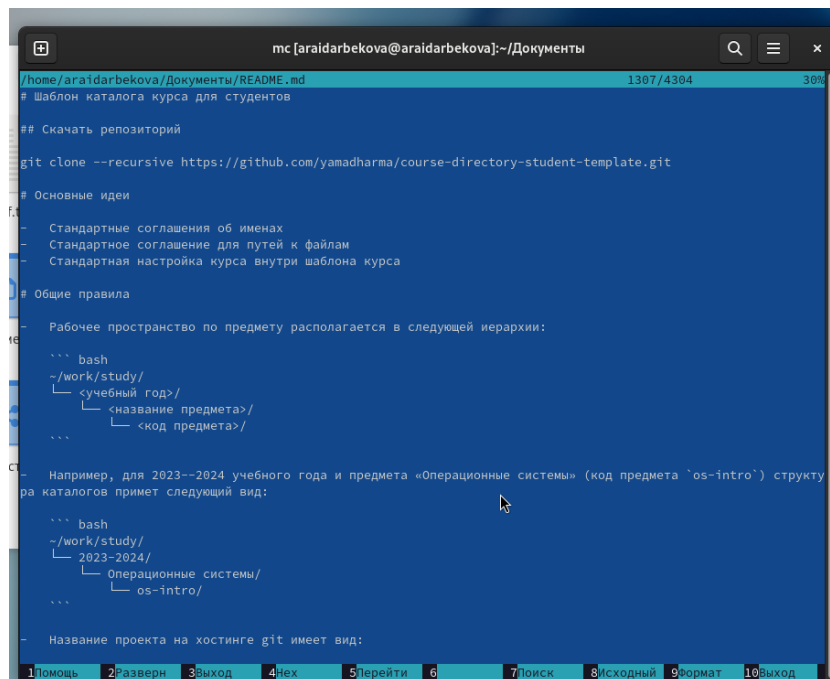 mc [araidarbekova@araidarbekova]:~/Документы
/home/araidarbekova/Документы/README.md 1307/4304 30%
# Шаблон каталога курса для студентов
## Скачать репозиторий
git clone --recursive https://github.com/yamadharma/course-directory-student-template.git
# Основные идеи
-   Стандартные соглашения об именах
-   Стандартное соглашение для путей к файлам
-   Стандартная настройка курса внутри шаблона курса
# Общие правила
-   Рабочее пространство по предмету располагается в следующей иерархии:
    ``` bash
    ~/work/study/
    └── <учебный год>/
        └── <название предмета>/
            └── <код предмета>/
    ```
-   Например, для 2023--2024 учебного года и предмета «Операционные системы» (код предмета `os-intro`) структу
ра каталогов примет следующий вид:
    ``` bash
    ~/work/study/
    └── 2023-2024/
        └── Операционные системы/
            └── os-intro/
    ```
-   Название проекта на хостинге git имеет вид:
1Помощь 2Разверн 3Выход 4Hex 5Перейти 6 7Поиск 8Исходный 9Формат 10Выход